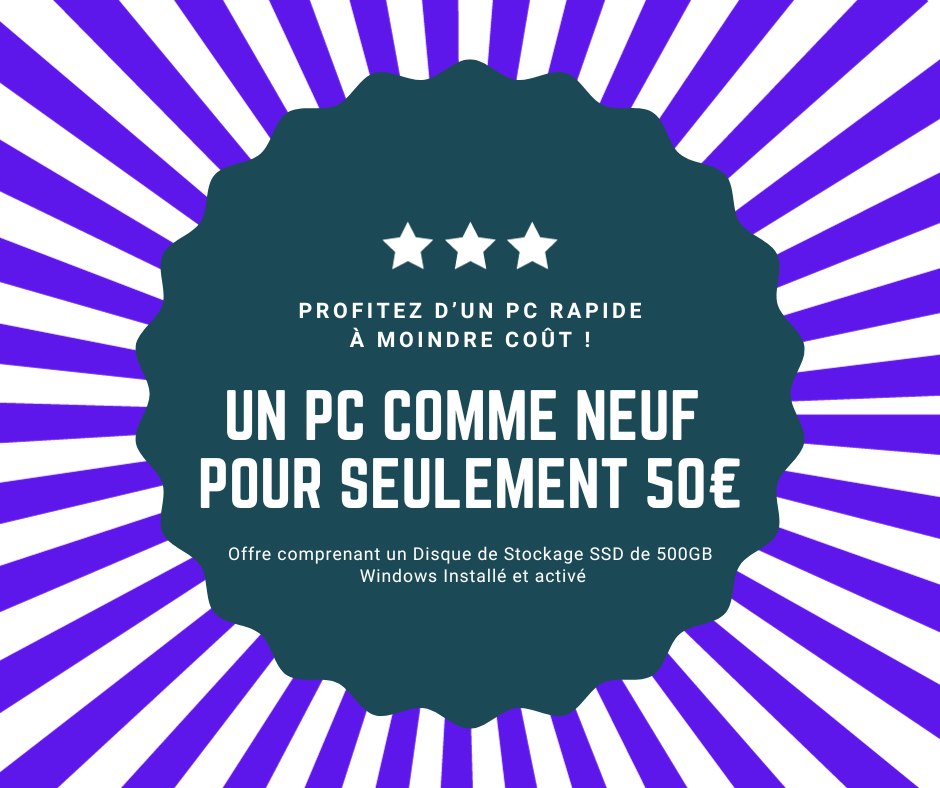 PROFITEZ D’UN PC RAPIDE
À MOINDRE COÛT !
UN PC COMME NEUF
POUR SEULEMENT 50€
Offre comprenant un Disque de Stockage SSD de 500GB
Windows Installé et activé